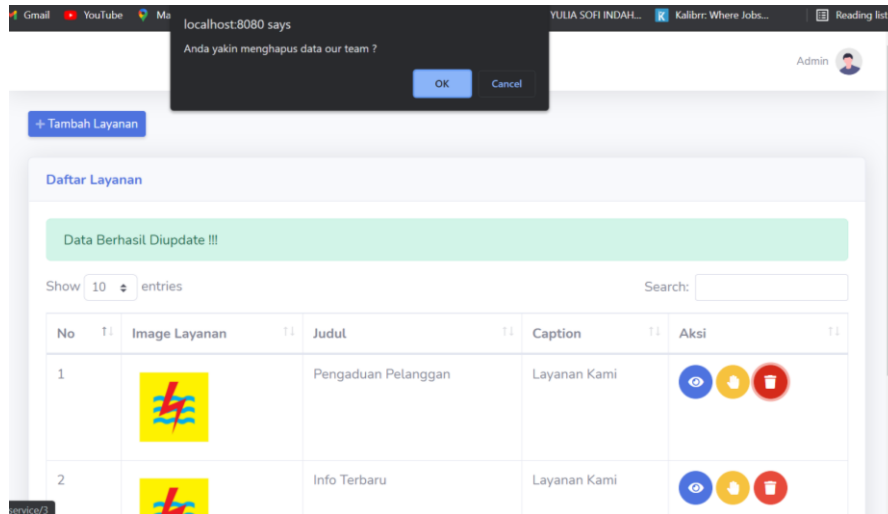 Gmail YouTube Ma YULIA SOFI INDAH... Kalibrr: Where Jobs... Reading list
localhost:8080 says
Anda yakin menghapus data our team ?
OK Cancel
Admin
+ Tambah Layanan
Daftar Layanan
Data Berhasil Diupdate !!!
Show 10 entries Search:
No Image Layanan Judul Caption Aksi
1 Pengaduan Pelanggan Layanan Kami
2 Info Terbaru Layanan Kami
service/3